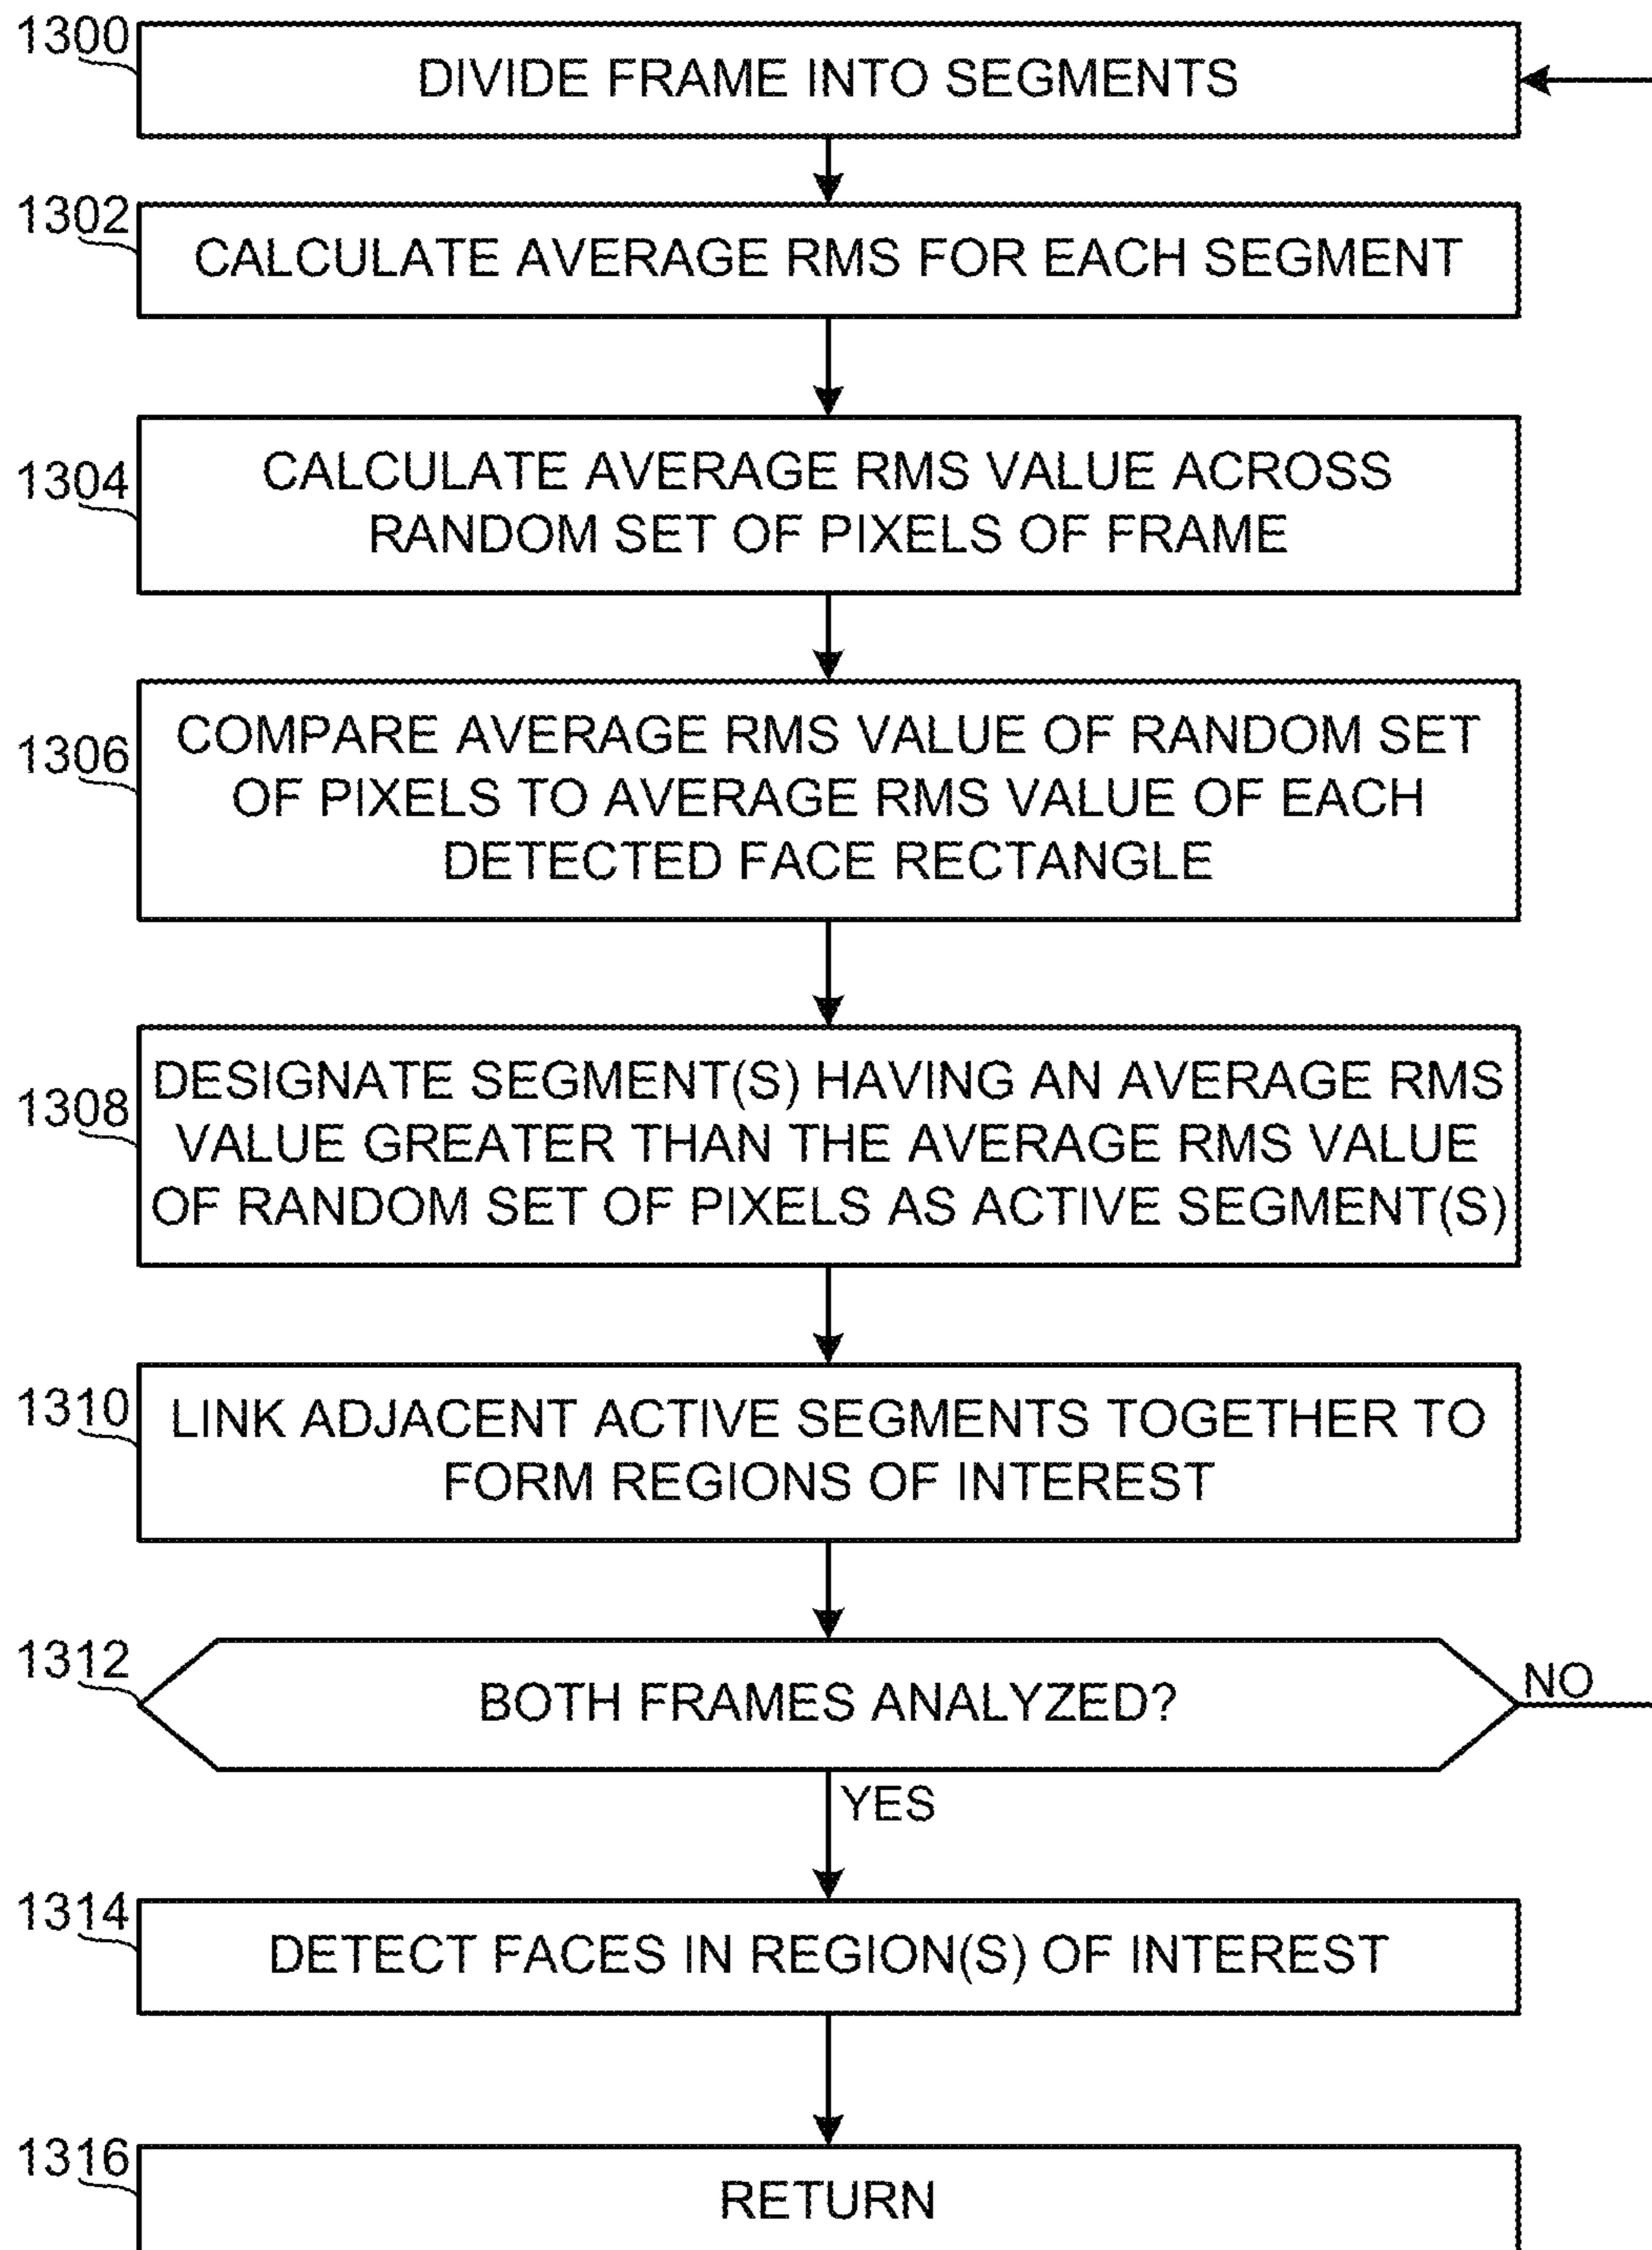 1300
DIVIDE FRAME INTO SEGMENTS
1302
CALCULATE AVERAGE RMS FOR EACH SEGMENT
1304
CALCULATE AVERAGE RMS VALUE ACROSS
RANDOM SET OF PIXELS OF FRAME
1306
COMPARE AVERAGE RMS VALUE OF RANDOM SET
OF PIXELS TO AVERAGE RMS VALUE OF EACH
DETECTED FACE RECTANGLE
1308
DESIGNATE SEGMENT(S) HAVING AN AVERAGE RMS
VALUE GREATER THAN THE AVERAGE RMS VALUE
OF RANDOM SET OF PIXELS AS ACTIVE SEGMENT(S)
1310
LINK ADJACENT ACTIVE SEGMENTS TOGETHER TO
FORM REGIONS OF INTEREST
1312
BOTH FRAMES ANALYZED?
NO
YES
1314
DETECT FACES IN REGION(S) OF INTEREST
1316
RETURN